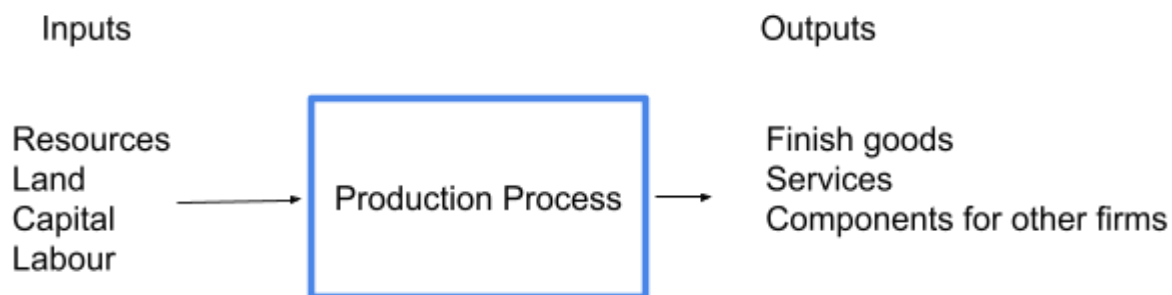 Inputs
Outputs
Resources
Land
Capital
Labour
Production Process
Finish goods
Services
Components for other firms